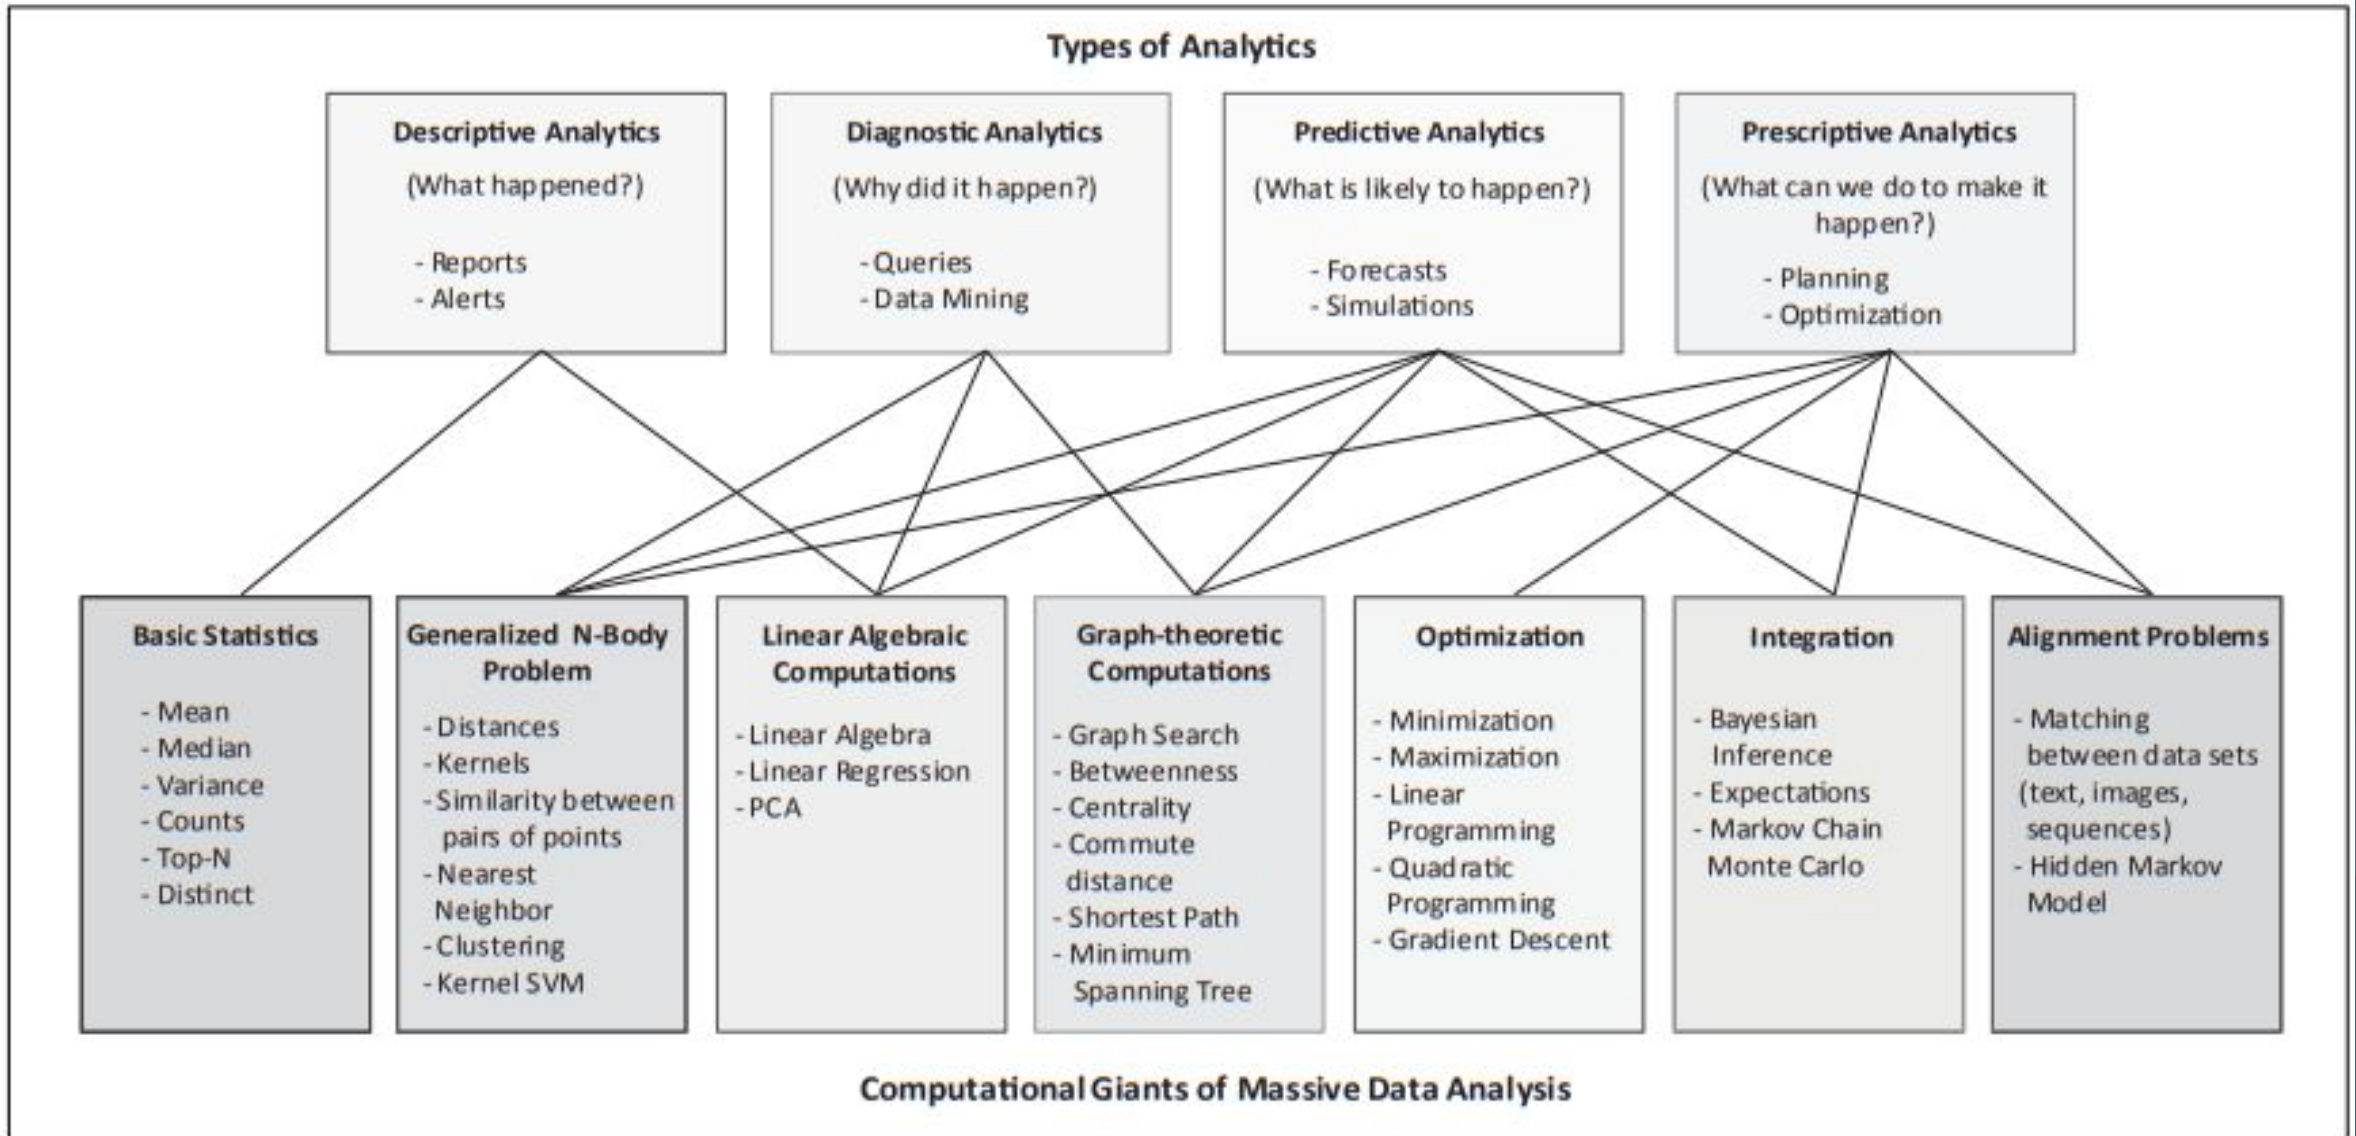 Types of Analytics
Descriptive Analytics
(What happened?)
- Reports
- Alerts
Diagnostic Analytics
(Why did it happen?)
- Queries
- Data Mining
Predictive Analytics
(What is likely to happen?)
- Forecasts
- Simulations
Prescriptive Analytics
(What can we do to make it
happen?)
- Planning
- Optimization
Basic Statistics
- Mean
- Median
- Variance
- Counts
- Top-N
- Distinct
Generalized N-Body
Problem
- Distances
- Kernels
- Similarity between
pairs of points
- Nearest
Neighbor
- Clustering
- Kernel SVM
Linear Algebraic
Computations
- Linear Algebra
- Linear Regression
- PCA
Graph-theoretic
Computations
- Graph Search
- Betweenness
- Centrality
- Commute
distance
- Shortest Path
- Minimum
Spanning Tree
Optimization
- Minimization
- Maximization
- Linear
Programming
- Quadratic
Programming
- Gradient Descent
Integration
- Bayesian
Inference
- Expectations
- Markov Chain
Monte Carlo
Alignment Problems
- Matching
between data sets
(text, images,
sequences)
- Hidden Markov
Model
Computational Giants of Massive Data Analysis